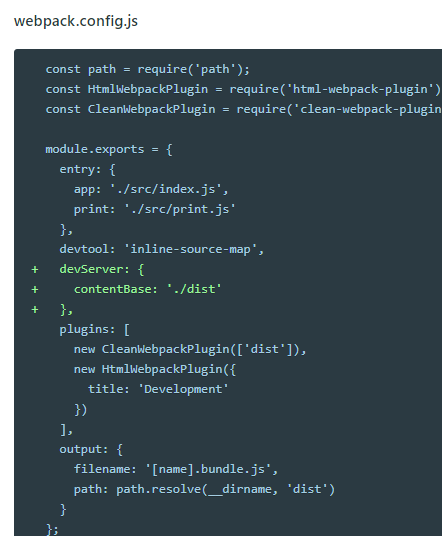 webpack.config.js
const path = require('path');
const HtmlWebpackPlugin = require('html-webpack-plugin')
const CleanWebpackPlugin = require('clean-webpack-plugin
module.exports = {
entry: {
app: './src/index.js',
print: './src/print.js'
},
devtool: 'inline-source-map',
+ devServer: {
+ contentBase: './dist'
+ },
plugins: [
new CleanWebpackPlugin(['dist']),
new HtmlWebpackPlugin({
title: 'Development'
})
],
output: {
filename: '[name].bundle.js',
path: path.resolve(__dirname, 'dist')
}
};